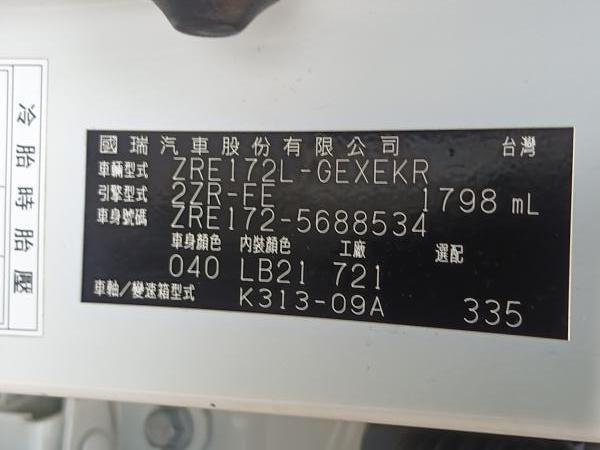 國瑞汽車股份有限公司 台灣
車輛型式 ZRE172L-GEXEKR
引擎型式 2ZR-FE 1798 mL
車身號碼 ZRE172-5688534
車身顏色 內裝顏色 工廠 選配
040 LB21 721
車軸/變速箱型式 K313-09A 335
冷胎時胎壓